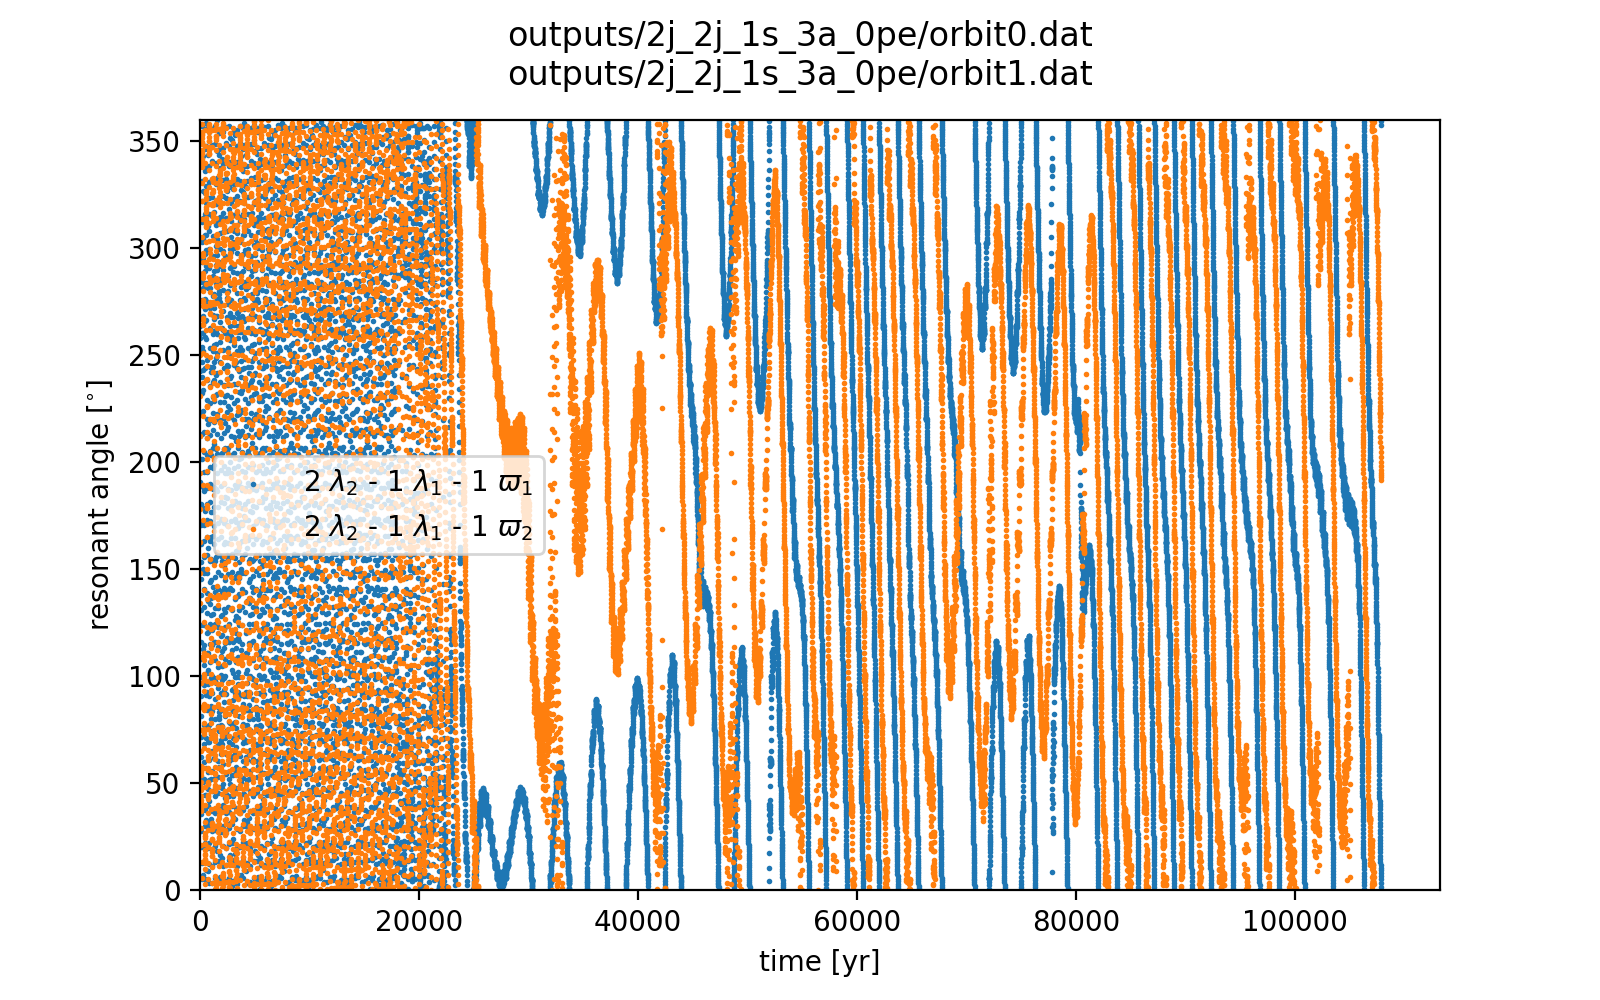 outputs/2j_2j_1s_3a_0pe/orbit0.dat
outputs/2j_2j_1s_3a_0pe/orbit1.dat
resonant angle [°]
350
300
250
200
150
100
50
0
2 λ₂ - 1 λ₁ - 1 ϖ₁
2 λ₂ - 1 λ₁ - 1 ϖ₂
0 20000 40000 60000 80000 100000
time [yr]